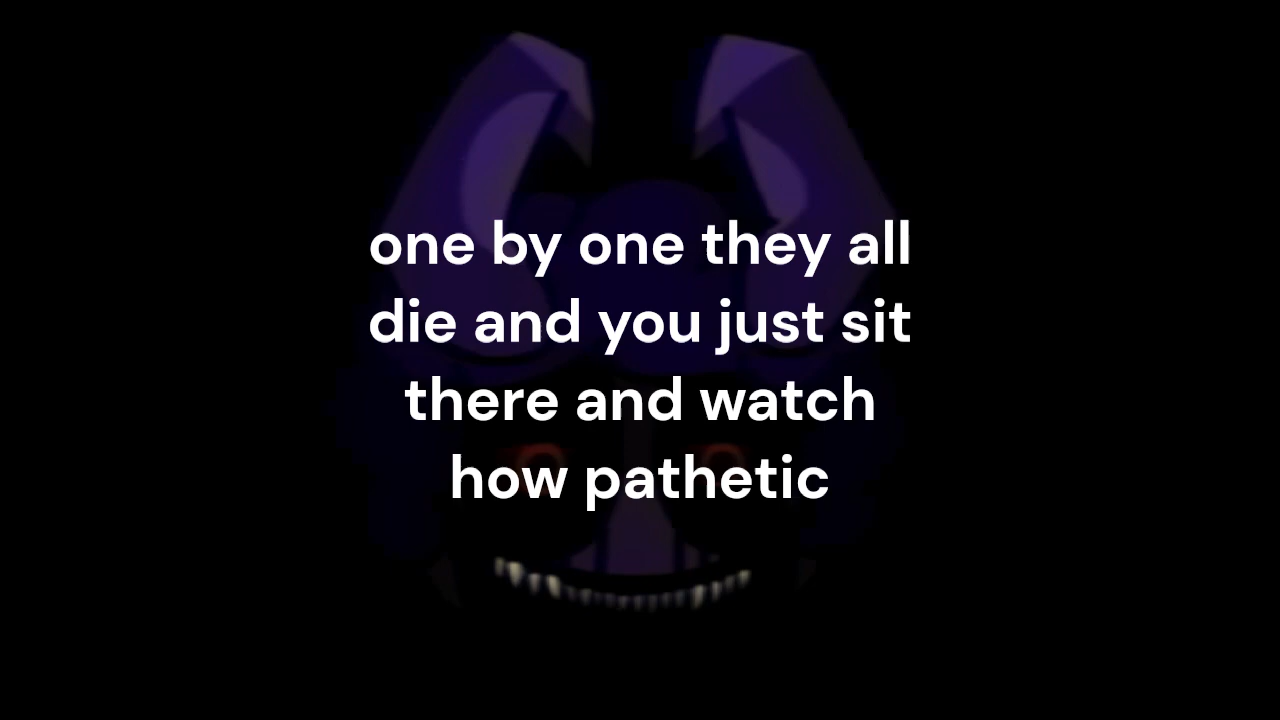 one by one they all
die and you just sit
there and watch
how pathetic